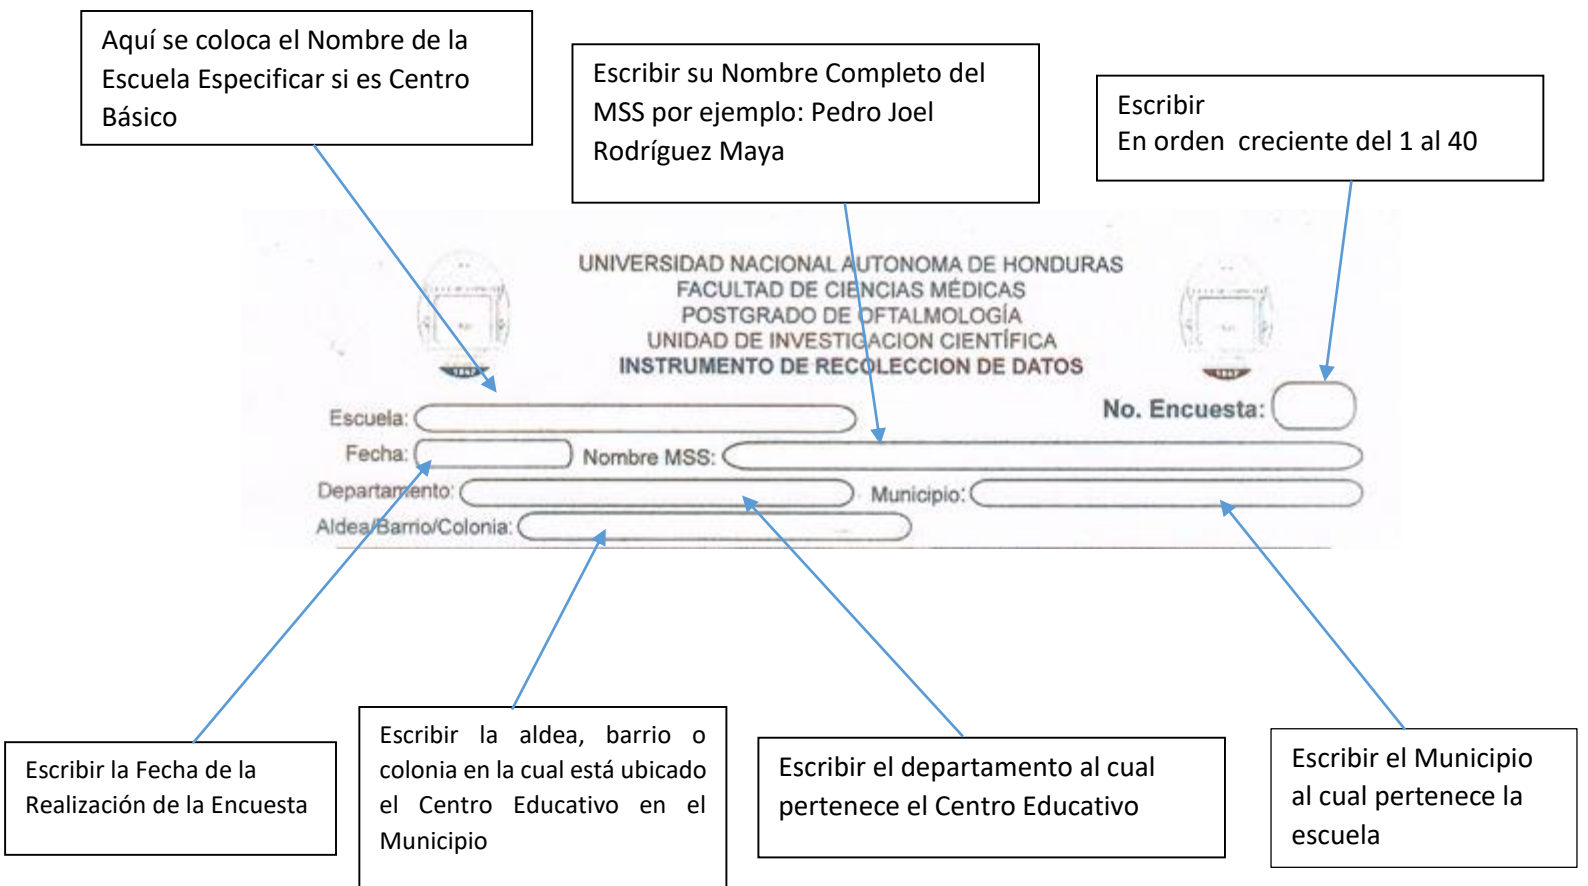 Aquí se coloca el Nombre de la
Escuela Especificar si es Centro
Básico
Escribir su Nombre Completo del
MSS por ejemplo: Pedro Joel
Rodríguez Maya
Escribir
En orden creciente del 1 al 40
UNIVERSIDAD NACIONAL AUTONOMA DE HONDURAS
FACULTAD DE CIENCIAS MÉDICAS
POSTGRADO DE OFTALMOLOGÍA
UNIDAD DE INVESTIGACION CIENTÍFICA
INSTRUMENTO DE RECOLECCION DE DATOS
No. Encuesta:
Escuela:
Fecha: Nombre MSS:
Departamento: Municipio:
Aldea/Barrio/Colonia:
Escribir la Fecha de la
Realización de la Encuesta
Escribir la aldea, barrio o
colonia en la cual está ubicado
el Centro Educativo en el
Municipio
Escribir el departamento al cual
pertenece el Centro Educativo
Escribir el Municipio
al cual pertenece la
escuela